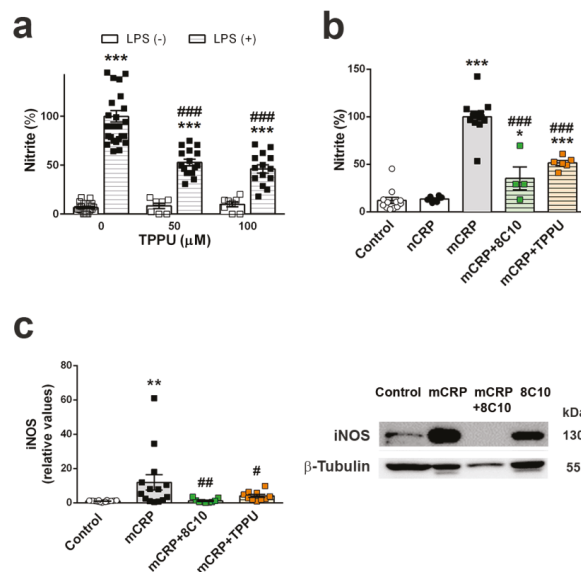 a
LPS (-) LPS (+)
Nitrite (%)
100
50
0
***
###
***
###
***
0 50 100
TPPU (μM)
b
Nitrite (%)
150
100
50
0
***
###
*
###
***
Control nCRP mCRP mCRP+8C10 mCRP+TPPU
c
iNOS
(relative values)
80
60
40
20
0
**
##
#
Control mCRP mCRP+8C10 mCRP+TPPU
Control mCRP mCRP 8C10
+8C10
kDa
iNOS 130
β-Tubulin 55